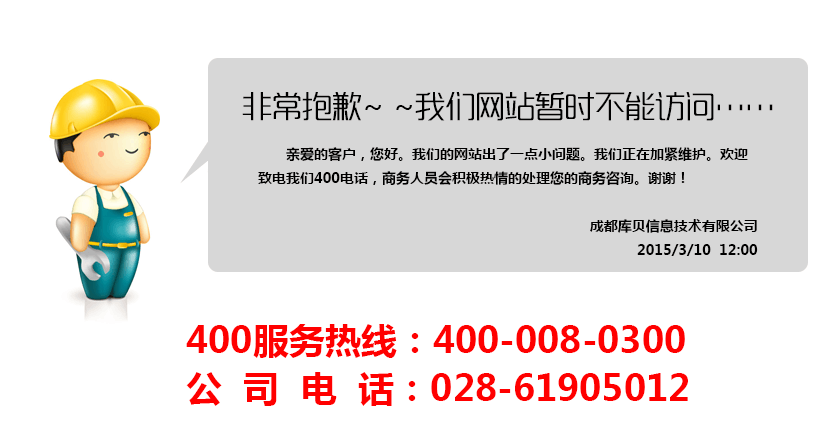 非常抱歉~ ~我们网站暂时不能访问……
亲爱的客户，您好。我们的网站出了一点小问题。我们正在加紧维护。欢迎
致电我们400电话，商务人员会积极热情的处理您的商务咨询。谢谢！
成都库贝信息技术有限公司
2015/3/10 12:00
400服务热线：400-008-0300
公 司 电 话：028-61905012